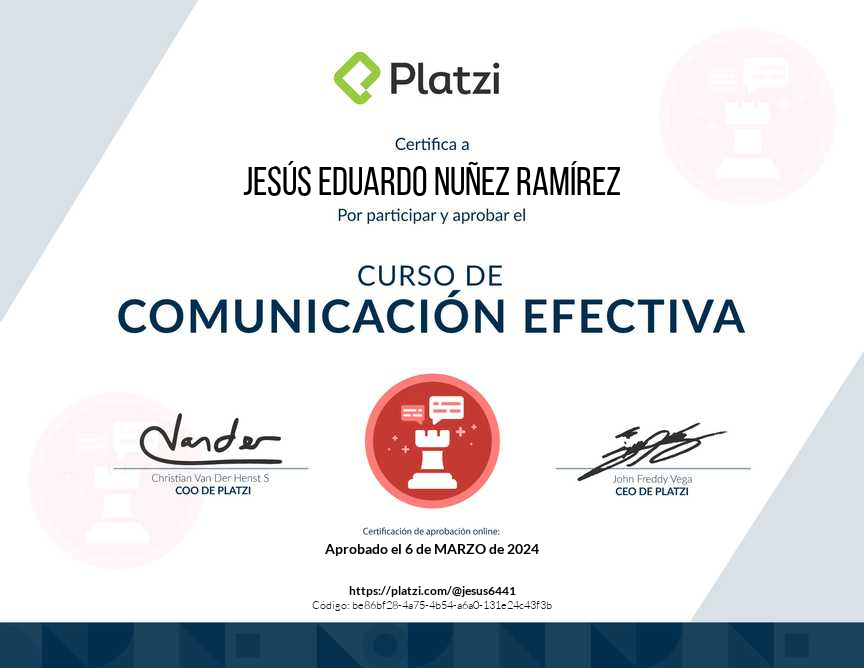 Platzi
Certifica a
JESÚS EDUARDO NUÑEZ RAMÍREZ
Por participar y aprobar el
CURSO DE
COMUNICACIÓN EFECTIVA
Vander
Christian Van Der Henst S
COO DE PLATZI
John Freddy Vega
CEO DE PLATZI
Certificación de aprobación online:
Aprobado el 6 de MARZO de 2024
https://platzi.com/@jesus6441
Código: be86bf28-4a75-4b54-a6a0-131e24c43f3b